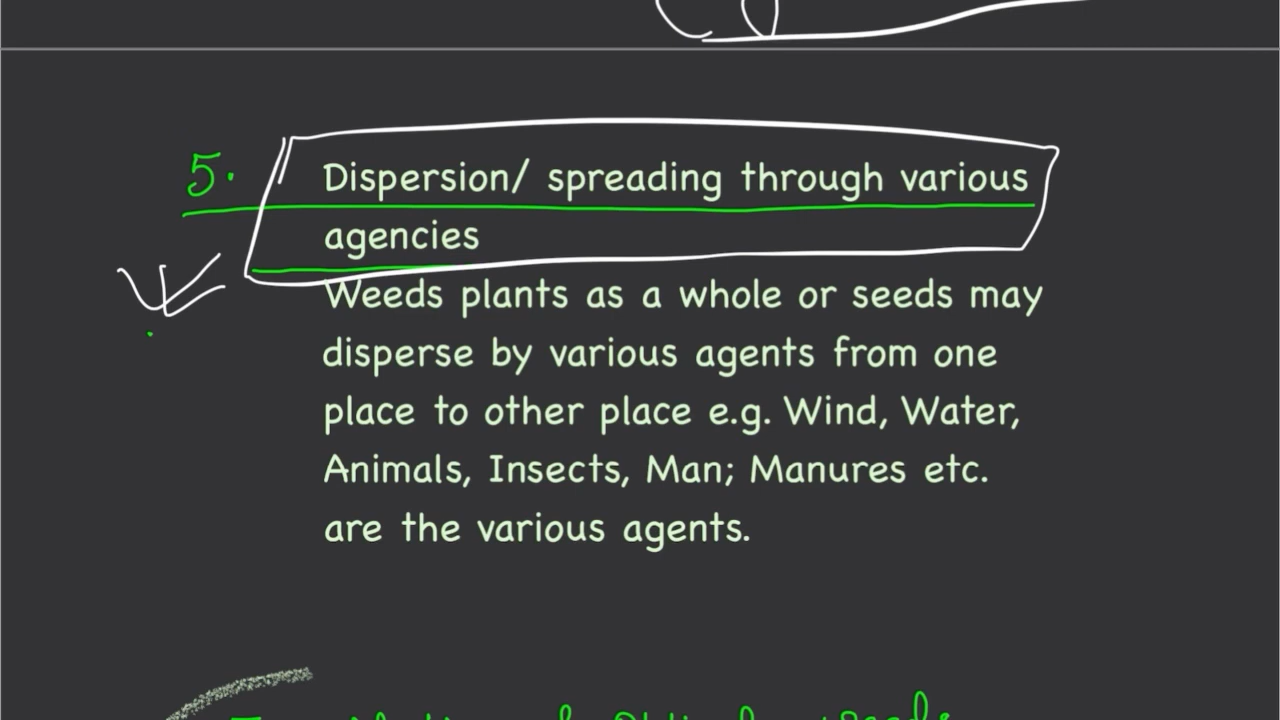 5. Dispersion/ spreading through various
agencies
Weeds plants as a whole or seeds may
disperse by various agents from one
place to other place e.g. Wind, Water,
Animals, Insects, Man; Manures etc.
are the various agents.